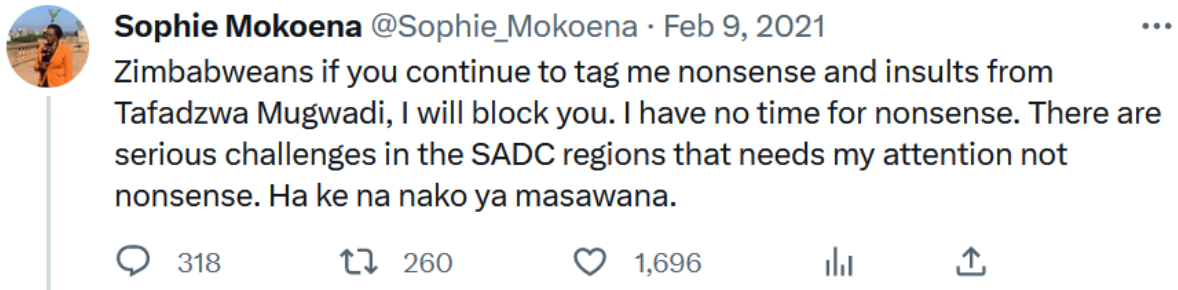 Sophie Mokoena @Sophie_Mokoena · Feb 9, 2021
Zimbabweans if you continue to tag me nonsense and insults from
Tafadzwa Mugwadi, I will block you. I have no time for nonsense. There are
serious challenges in the SADC regions that needs my attention not
nonsense. Ha ke na nako ya masawana.
318 260 1,696